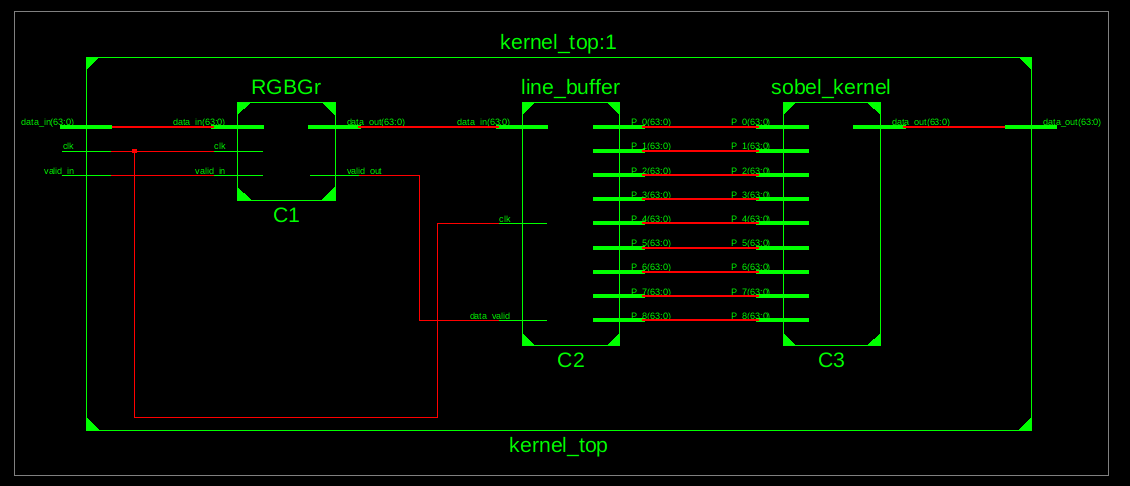 kernel_top:1
RGBGr line_buffer sobel_kernel
data_in(63:0) data_in(63:0) data_out(63:0) data_in(63:0) P_0(63:0) P_0(63:0) data_out(63:0) data_out(63:0)
clk clk P_1(63:0) P_1(63:0)
valid_in valid_in valid_out P_2(63:0) P_2(63:0)
P_3(63:0) P_3(63:0)
C1
clk P_4(63:0) P_4(63:0)
P_5(63:0) P_5(63:0)
P_6(63:0) P_6(63:0)
P_7(63:0) P_7(63:0)
data_valid P_8(63:0) P_8(63:0)
C2 C3
kernel_top